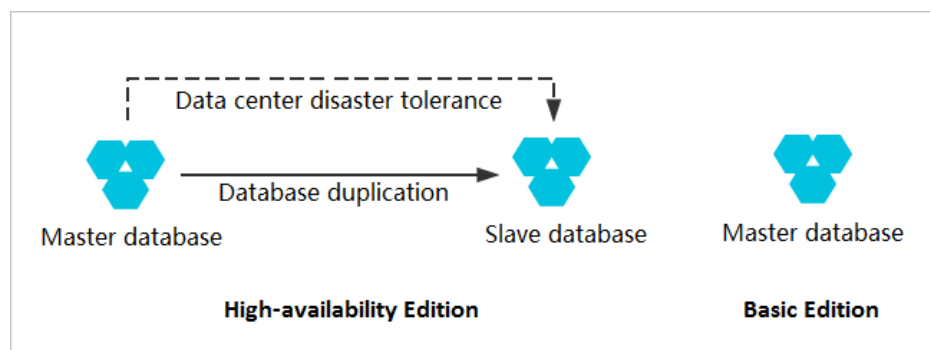 Data center disaster tolerance
Database duplication
Master database
Slave database
Master database
High-availability Edition
Basic Edition